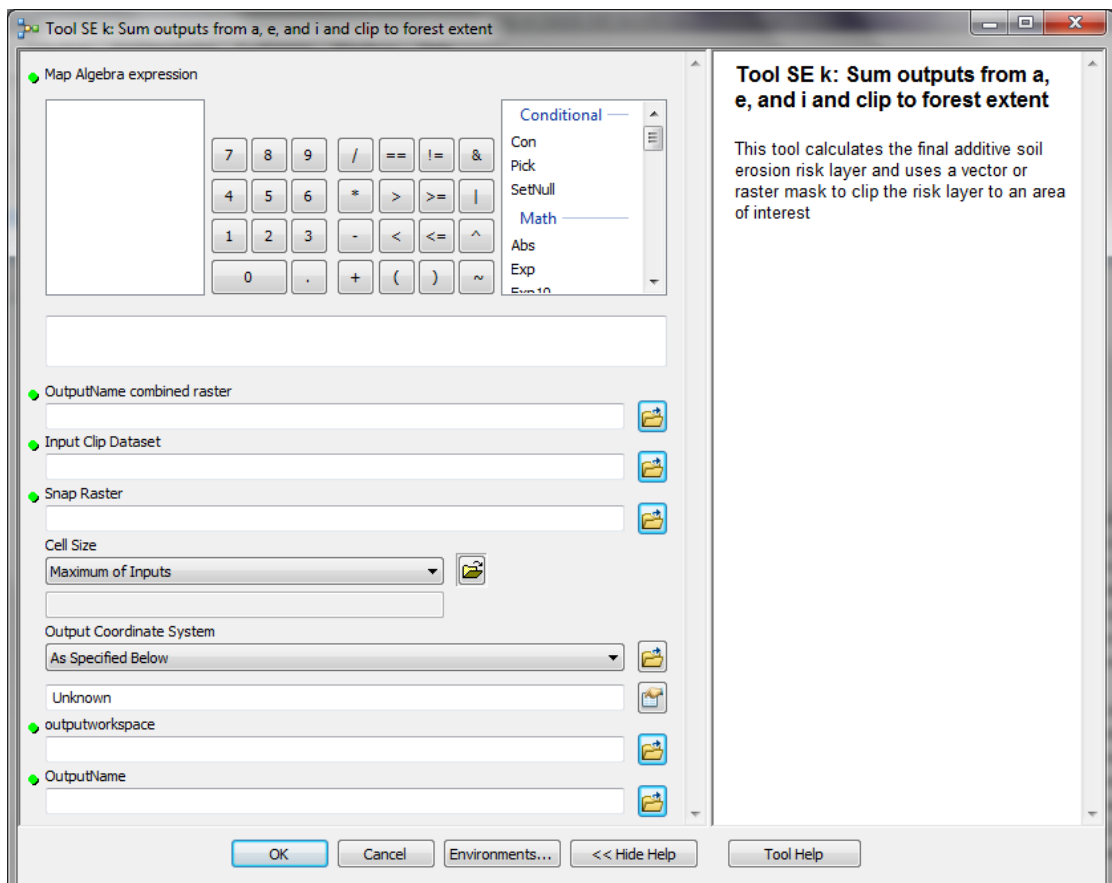 Tool SE k: Sum outputs from a, e, and i and clip to forest extent
Map Algebra expression
7 8 9 / == != &
4 5 6 * > >= |
1 2 3 - < <= ^
0 . + ( ) ~
Conditional
Con
Pick
SetNull
Math
Abs
Exp
Exp10
OutputName combined raster
Input Clip Dataset
Snap Raster
Cell Size
Maximum of Inputs
Output Coordinate System
As Specified Below
Unknown
outputworkspace
OutputName
OK Cancel Environments... << Hide Help Tool Help
Tool SE k: Sum outputs from a,
e, and i and clip to forest extent
This tool calculates the final additive soil
erosion risk layer and uses a vector or
raster mask to clip the risk layer to an area
of interest